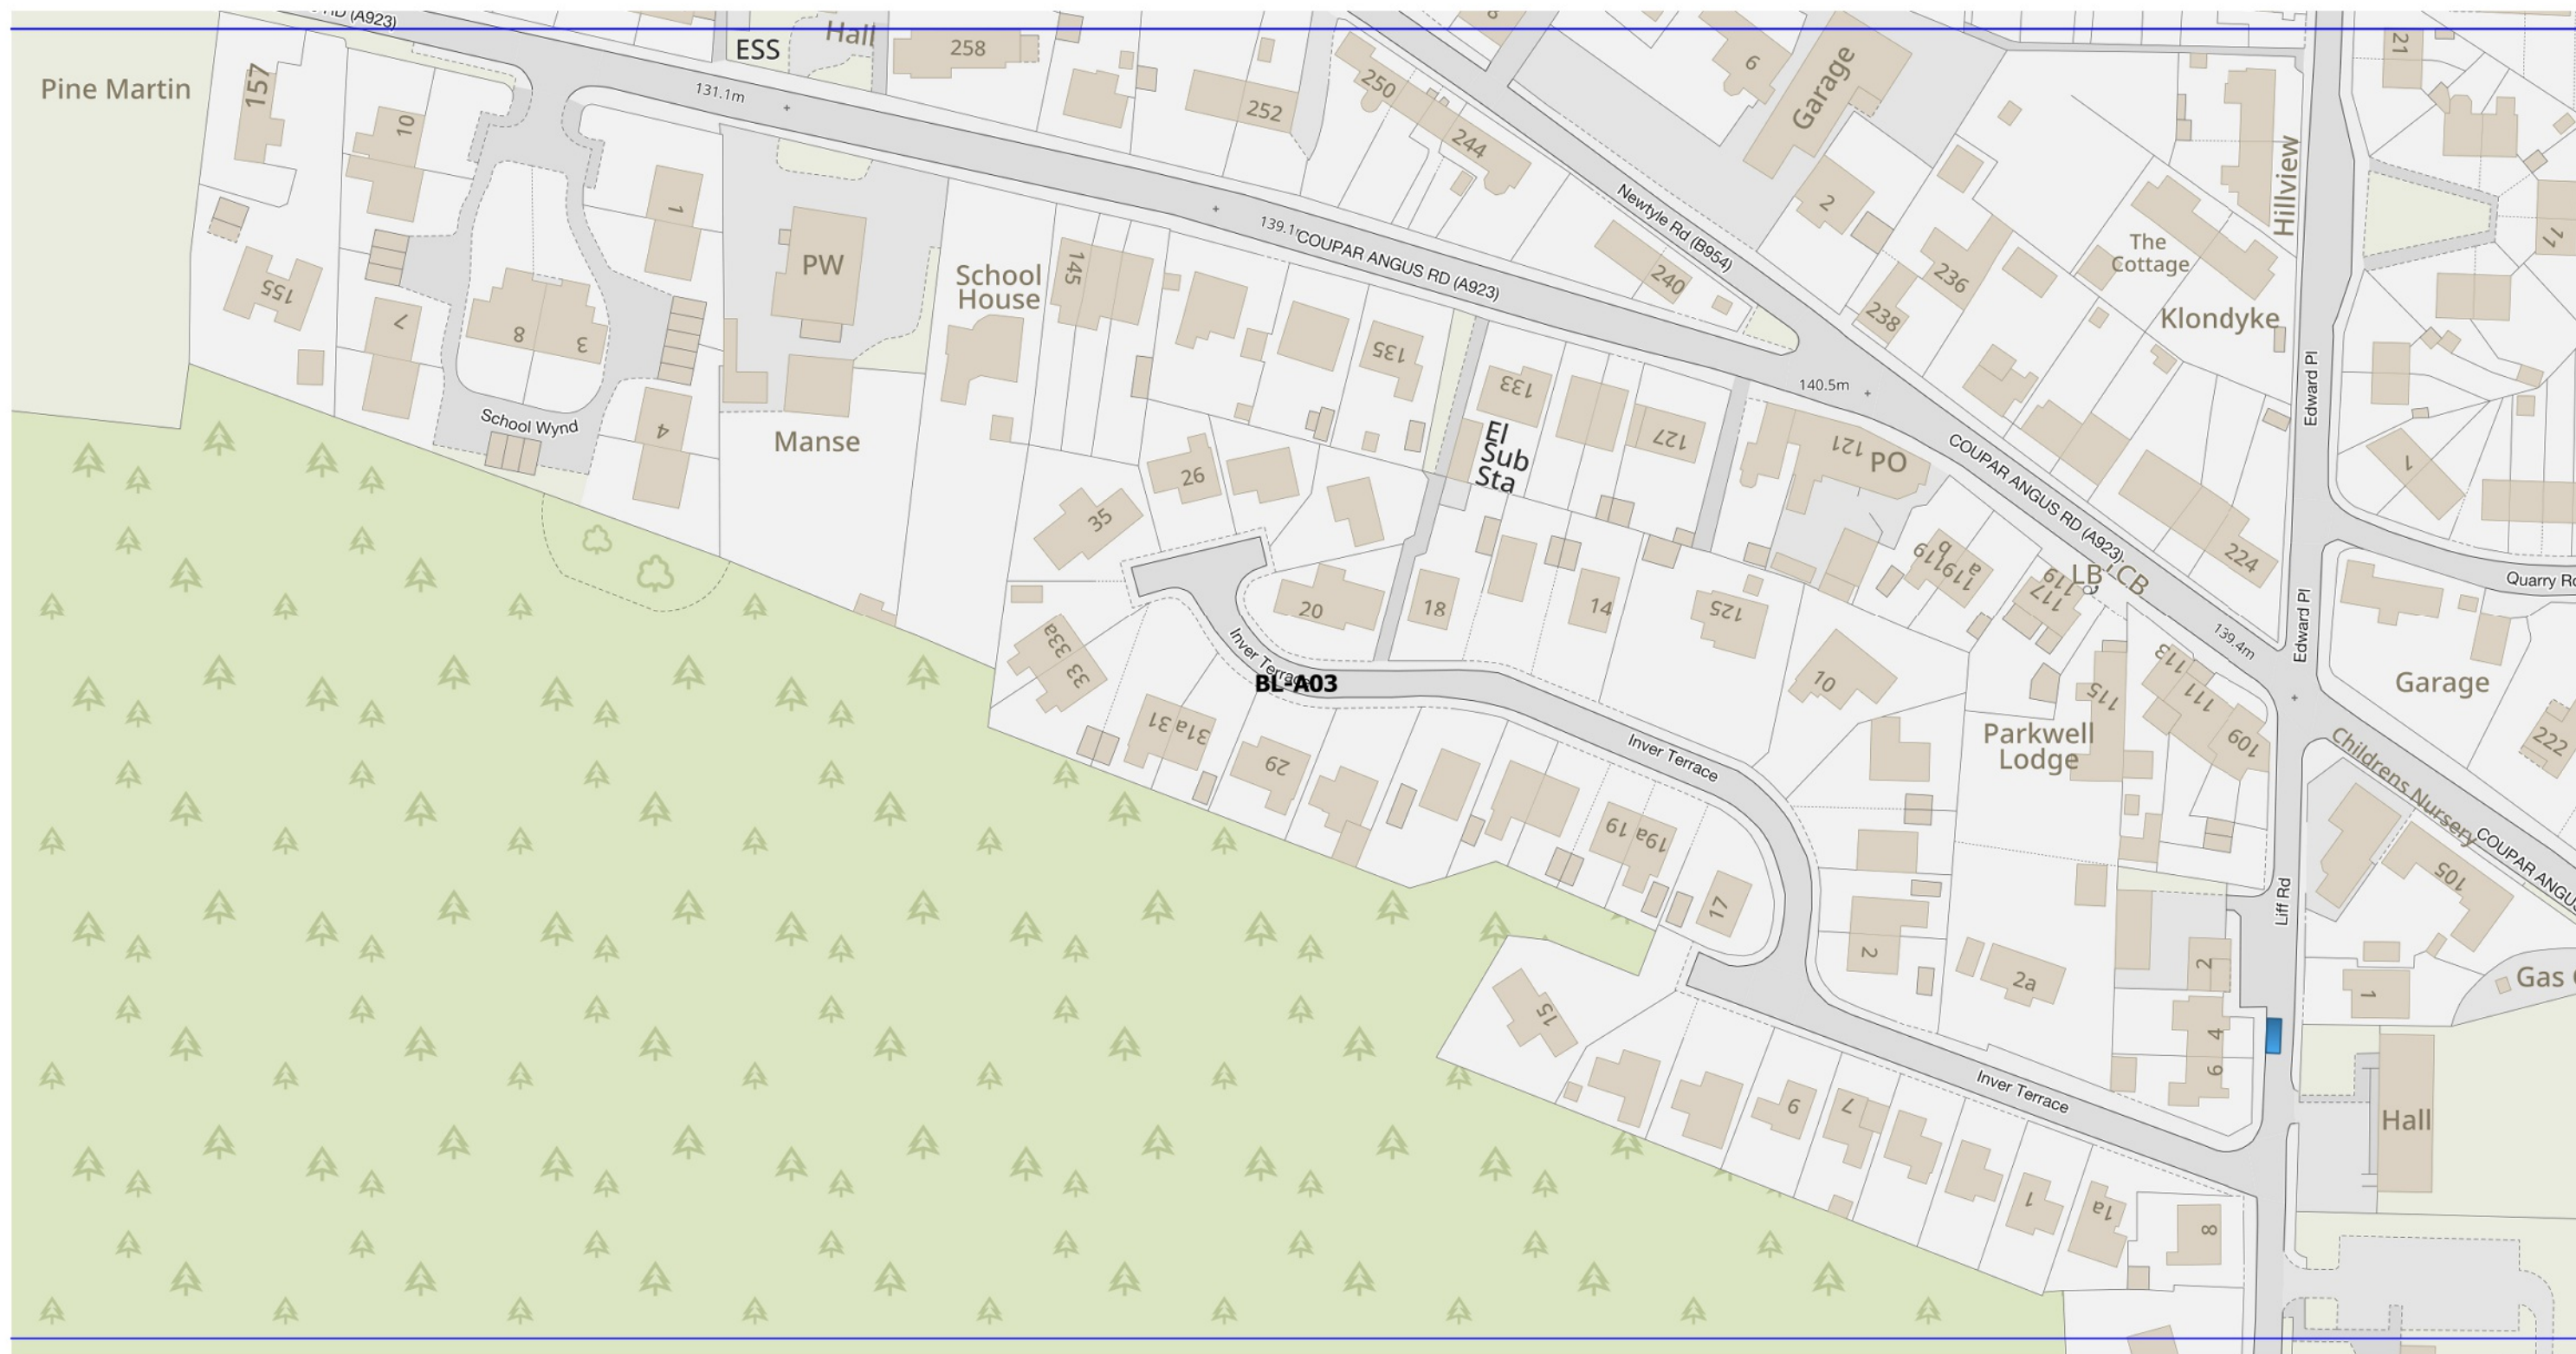 RD (A923)
ESS
Hall
258
Pine Martin
157
10
131.1m
252
250
244
6
Garage
21
1
2
Newtyle Rd (B954)
Hillview
PW
School
House
145
139.1
COUPAR ANGUS RD (A923)
240
236
238
The
Cottage
Klondyke
71
155
7
8
3
135
133
140.5m
Edward Pl
School Wynd
4
Manse
26
35
El
Sub
Sta
127
121
PO
COUPAR ANGUS RD (A923)
1
224
119b
119a
119
117
LB
TCB
Quarry Rd
33a
33
20
18
14
125
10
Edward Pl
139.4m
Inver Terrace
BL-A03
113
111
109
115
Garage
222
31
31a
29
Inver Terrace
Parkwell
Lodge
Childrens Nursery
COUPAR ANGUS
19
19a
17
105
Liff Rd
2
2a
2
1
Gas
15
4
6
Inver Terrace
9
7
Hall
1
1a
8